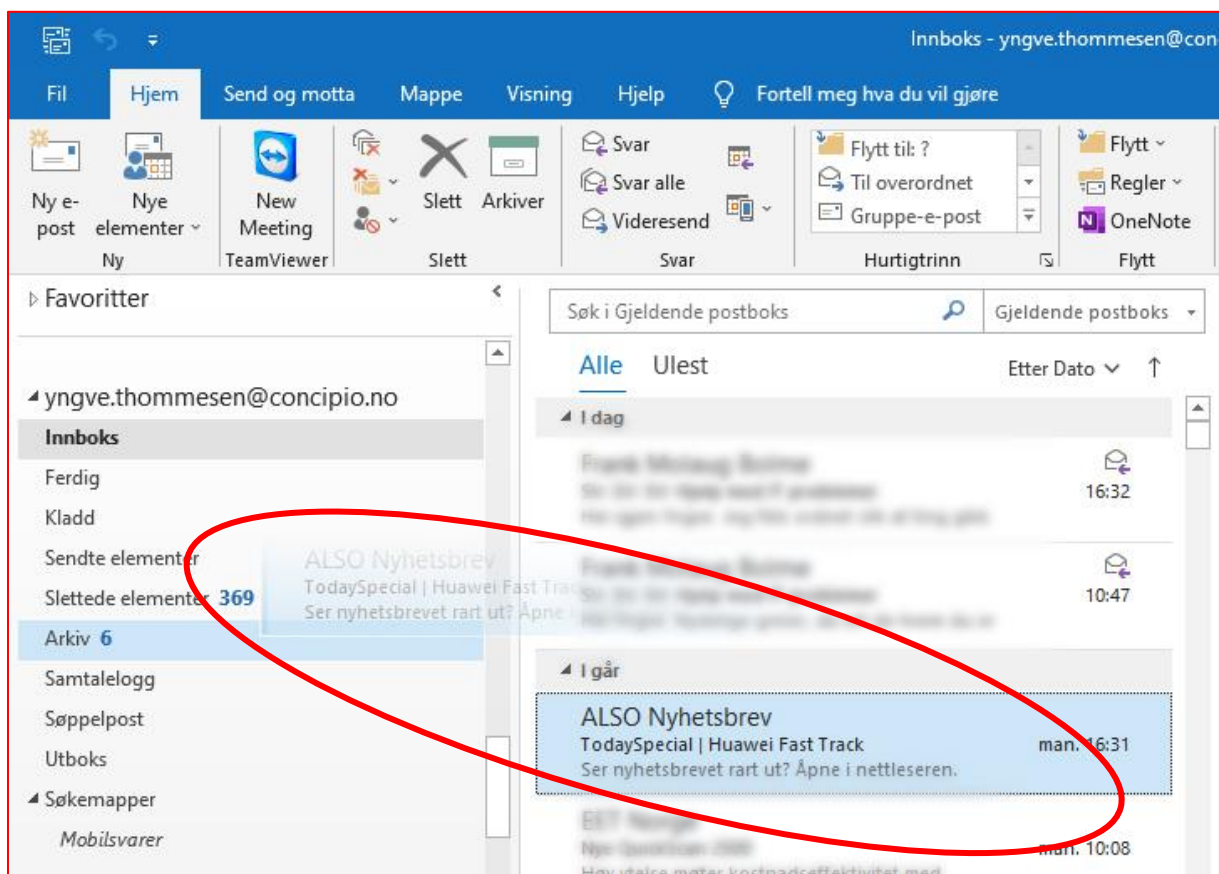 Innboks - yngve.thommesen@con
Fil Hjem Send og motta Mappe Visning Hjelp Fortell meg hva du vil gjøre
Ny e-
post
Nye
elementer
Ny
New
Meeting
TeamViewer
Slett Arkiver
Slett
Svar
Svar alle
Videresend
Svar
Flytt til: ?
Til overordnet
Gruppe-e-post
Hurtigtrinn
Flytt
Regler
OneNote
Flytt
Favoritter
yngve.thommesen@concipio.no
Innboks
Ferdig
Kladd
Sendte elementer
Slettede elementer 369
Arkiv 6
Samtalelogg
Søppelpost
Utboks
Søkemapper
Mobilsvarer
ALSO Nyhetsbrev
TodaySpecial | Huawei Fast Tra
Ser nyhetsbrevet rart ut? Åpne i
Søk i Gjeldende postboks Gjeldende postboks
Alle Ulest Etter Dato
I dag
16:32
10:47
I går
ALSO Nyhetsbrev
TodaySpecial | Huawei Fast Track man. 16:31
Ser nyhetsbrevet rart ut? Åpne i nettleseren.
man. 10:08